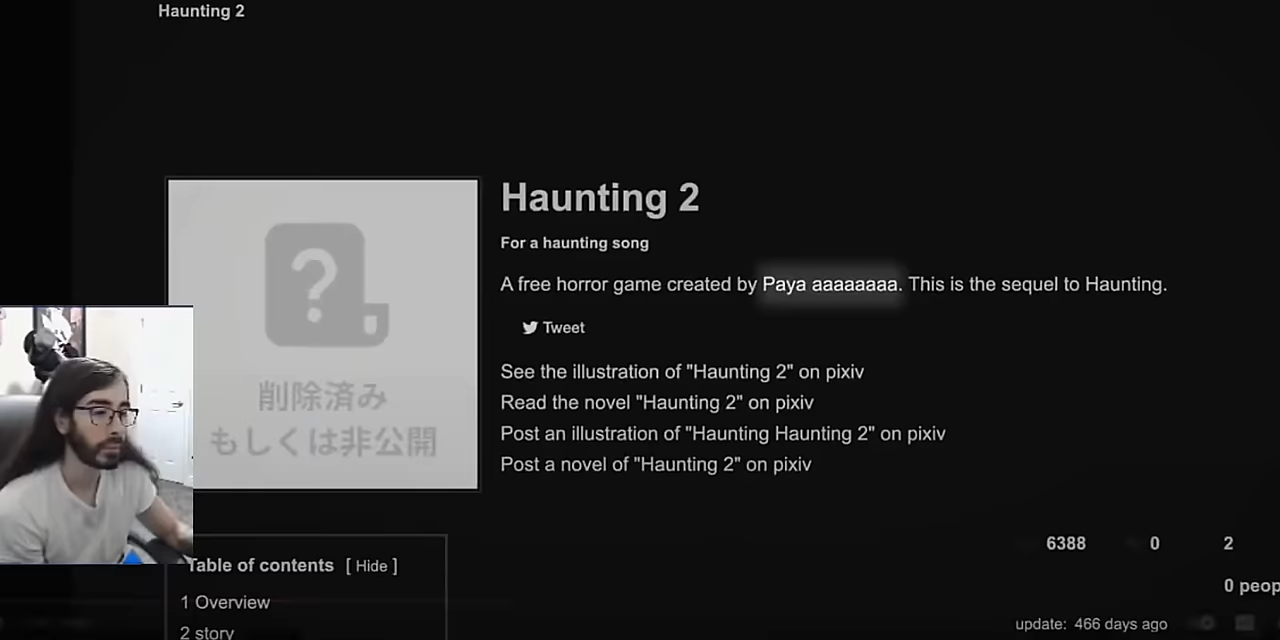 Haunting 2
Haunting 2
For a haunting song
A free horror game created by Paya aaaaaaaa. This is the sequel to Haunting.
Tweet
See the illustration of "Haunting 2" on pixiv
Read the novel "Haunting 2" on pixiv
Post an illustration of "Haunting Haunting 2" on pixiv
Post a novel of "Haunting 2" on pixiv
削除済み
もしくは非公開
6388
0
2
0 peop
Table of contents [ Hide ]
1 Overview
2 story
update: 466 days ago